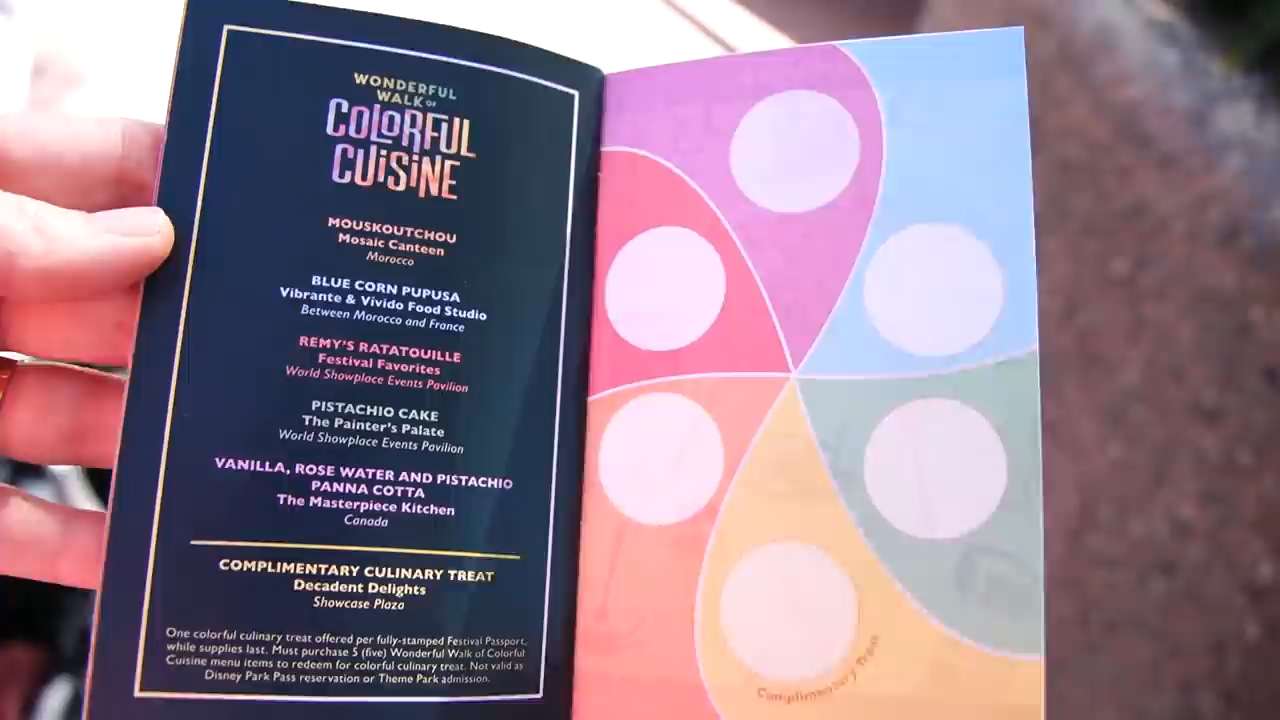 WONDERFUL
WALK OF
COLORFUL
CUISINE
MOUSKOUTCHOU
Mosaic Canteen
Morocco
BLUE CORN PUPUSA
Vibrante & Vívido Food Studio
Between Morocco and France
REMY'S RATATOUILLE
Festival Favorites
World Showplace Events Pavilion
PISTACHIO CAKE
The Painter's Palate
World Showplace Events Pavilion
VANILLA, ROSE WATER AND PISTACHIO
PANNA COTTA
The Masterpiece Kitchen
Canada
COMPLIMENTARY CULINARY TREAT
Decadent Delights
Showcase Plaza
One colorful culinary treat offered per fully-stamped Festival Passport,
while supplies last. Must purchase 5 (five) Wonderful Walk of Colorful
Cuisine menu items to redeem for colorful culinary treat. Not valid as
Disney Park Pass reservation or Theme Park admission.
Complimentary Treat